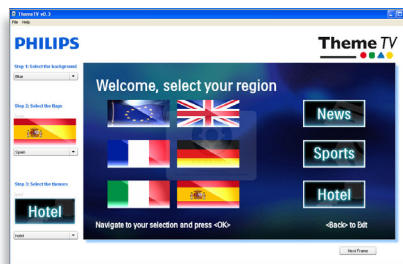 ThemeTV v0.3
File Help
PHILIPS
Theme TV
Step 1: Select the background
Blue
Welcome, select your region
News
Step 2: Select the flags
Spain
Sports
Step 3: Select the themes
Hotel
Hotel
Hotel
Navigate to your selection and press <OK>
<Back> to Exit
Next Frame